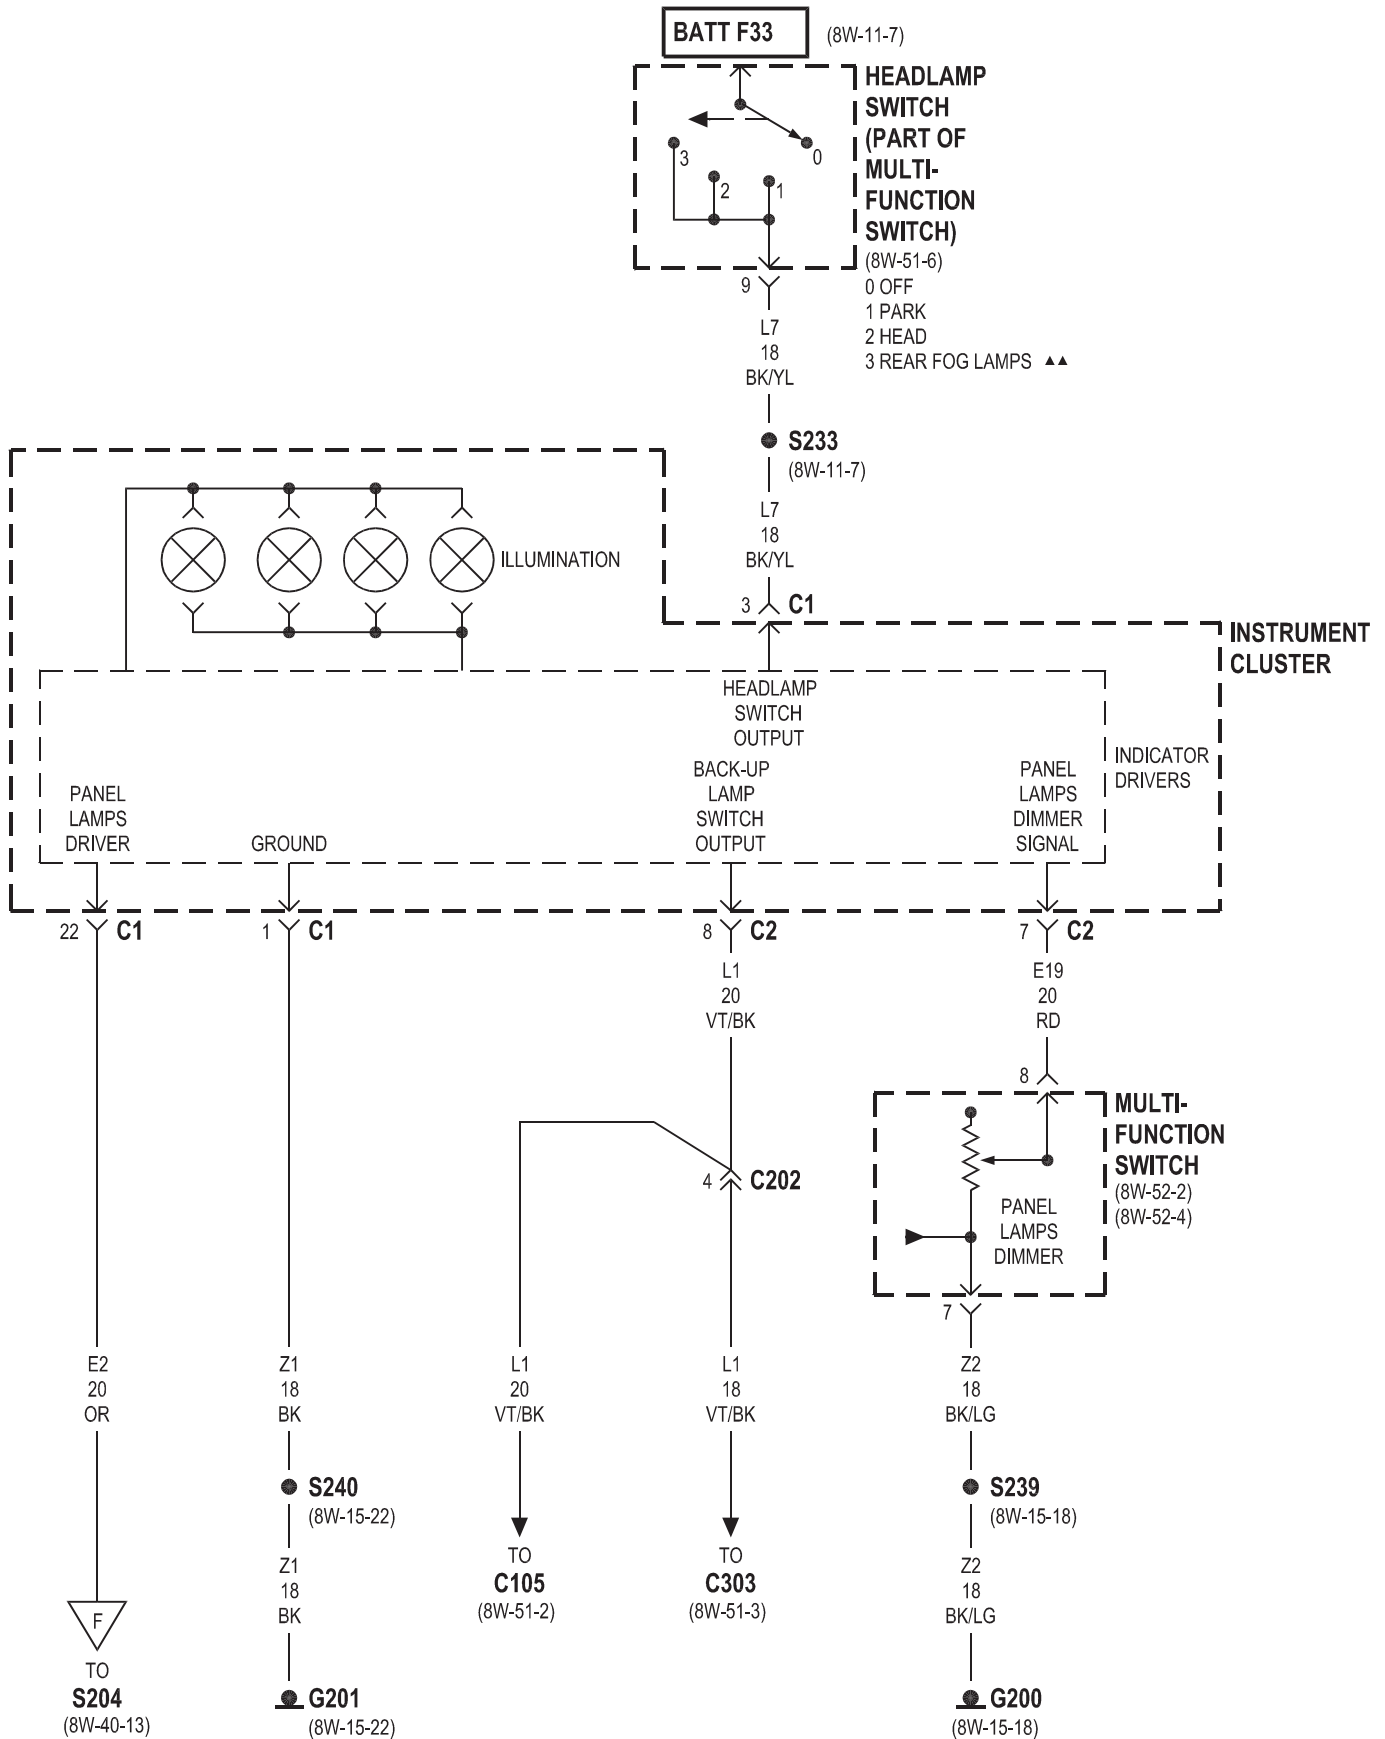 BATT F33
(8W-11-7)
HEADLAMP
SWITCH
(PART OF
MULTI-
FUNCTION
SWITCH)
(8W-51-6)
0 OFF
1 PARK
2 HEAD
3 REAR FOG LAMPS ▲▲
3
0
2
1
9
L7
18
BK/YL
S233
(8W-11-7)
L7
18
BK/YL
ILLUMINATION
3
C1
INSTRUMENT
CLUSTER
HEADLAMP
SWITCH
OUTPUT
INDICATOR
DRIVERS
PANEL
LAMPS
DRIVER
GROUND
BACK-UP
LAMP
SWITCH
OUTPUT
PANEL
LAMPS
DIMMER
SIGNAL
22
C1
1
C1
8
C2
7
C2
L1
20
VT/BK
E19
20
RD
8
MULTI-
FUNCTION
SWITCH
(8W-52-2)
(8W-52-4)
4
C202
PANEL
LAMPS
DIMMER
7
E2
20
OR
Z1
18
BK
L1
20
VT/BK
L1
18
VT/BK
Z2
18
BK/LG
S240
(8W-15-22)
S239
(8W-15-18)
Z1
18
BK
TO
C105
(8W-51-2)
TO
C303
(8W-51-3)
Z2
18
BK/LG
F
TO
S204
(8W-40-13)
G201
(8W-15-22)
G200
(8W-15-18)